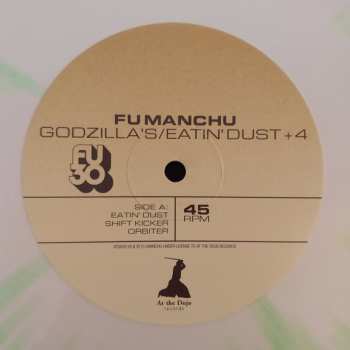 FU MANCHU
GODZILLA'S/EATIN' DUST +4
FU
30
SIDE A:
EATIN' DUST
SHIFT KICKER
ORBITER
45
RPM
At the Dojo
records